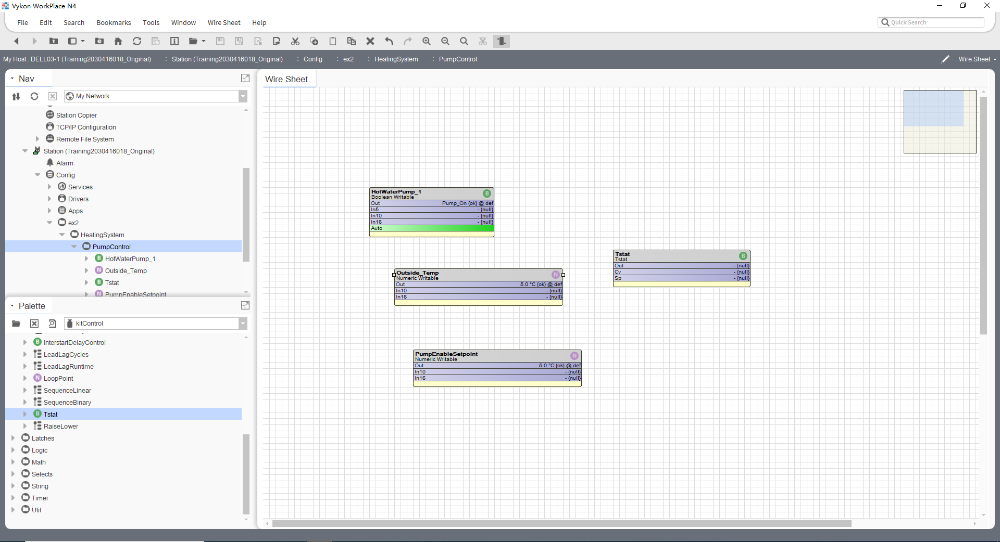 Vykon WorkPlace N4
File Edit Search Bookmarks Tools Window Wire Sheet Help
Quick Search
My Host : DELL03-1 (Training2030416018_Original) : Station (Training2030416018_Original) : Config : ex2 : HeatingSystem : PumpControl
Wire Sheet
Nav
My Network
Station Copier
TCP/IP Configuration
Remote File System
Station (Training2030416018_Original)
Alarm
Config
Services
Drivers
Apps
ex2
HeatingSystem
PumpControl
B HotWaterPump_1
N Outside_Temp
B Tstat
N PumpEnableSetpoint
Palette
kitControl
B InterstartDelayControl
LeadLagCycles
LeadLagRuntime
N LoopPoint
SequenceLinear
SequenceBinary
B Tstat
RaiseLower
Latches
Logic
Math
Selects
String
Timer
Util
Wire Sheet
HotWaterPump_1 B
Boolean Writable
Out Pump_On {ok} @ def
In5 - {null}
In10 - {null}
In16 - {null}
Auto
Tstat B
Tstat
Out - {null}
Cv - {null}
Sp - {null}
Outside_Temp N
Numeric Writable
Out 5.0 °C {ok} @ def
In10 - {null}
In16 - {null}
PumpEnableSetpoint N
Numeric Writable
Out 5.0 °C {ok} @ def
In10 - {null}
In16 - {null}